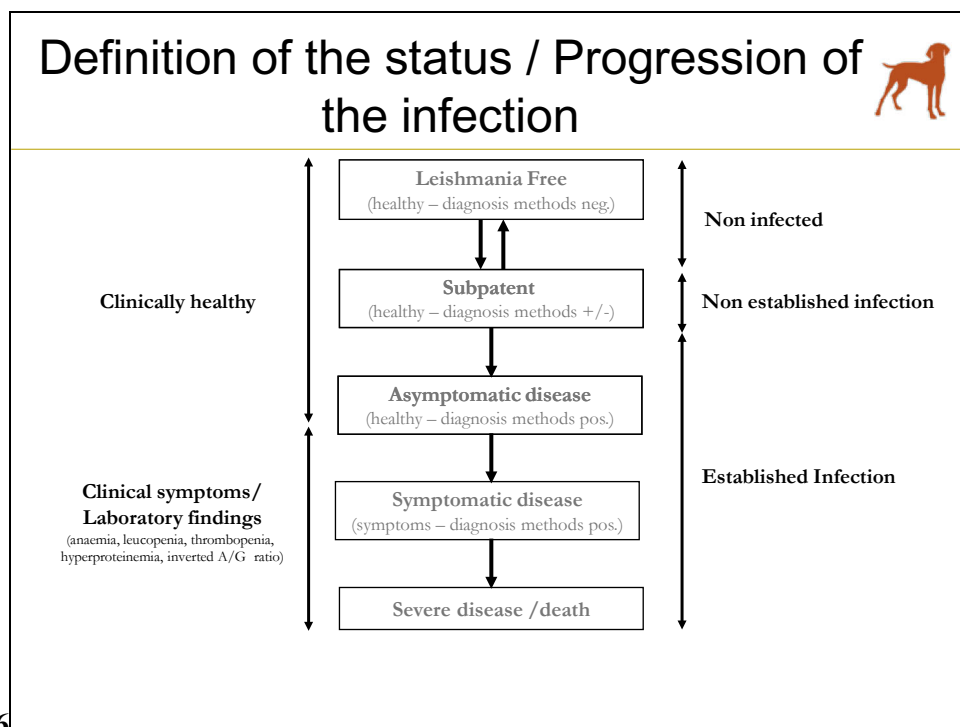 Definition of the status / Progression of
the infection
Leishmania Free
(healthy – diagnosis methods neg.)
Non infected
Clinically healthy
Subpatent
(healthy – diagnosis methods +/-)
Non established infection
Asymptomatic disease
(healthy – diagnosis methods pos.)
Clinical symptoms/
Laboratory findings
(anaemia, leucopenia, thrombopenia,
hyperproteinemia, inverted A/G ratio)
Symptomatic disease
(symptoms – diagnosis methods pos.)
Established Infection
Severe disease /death
6